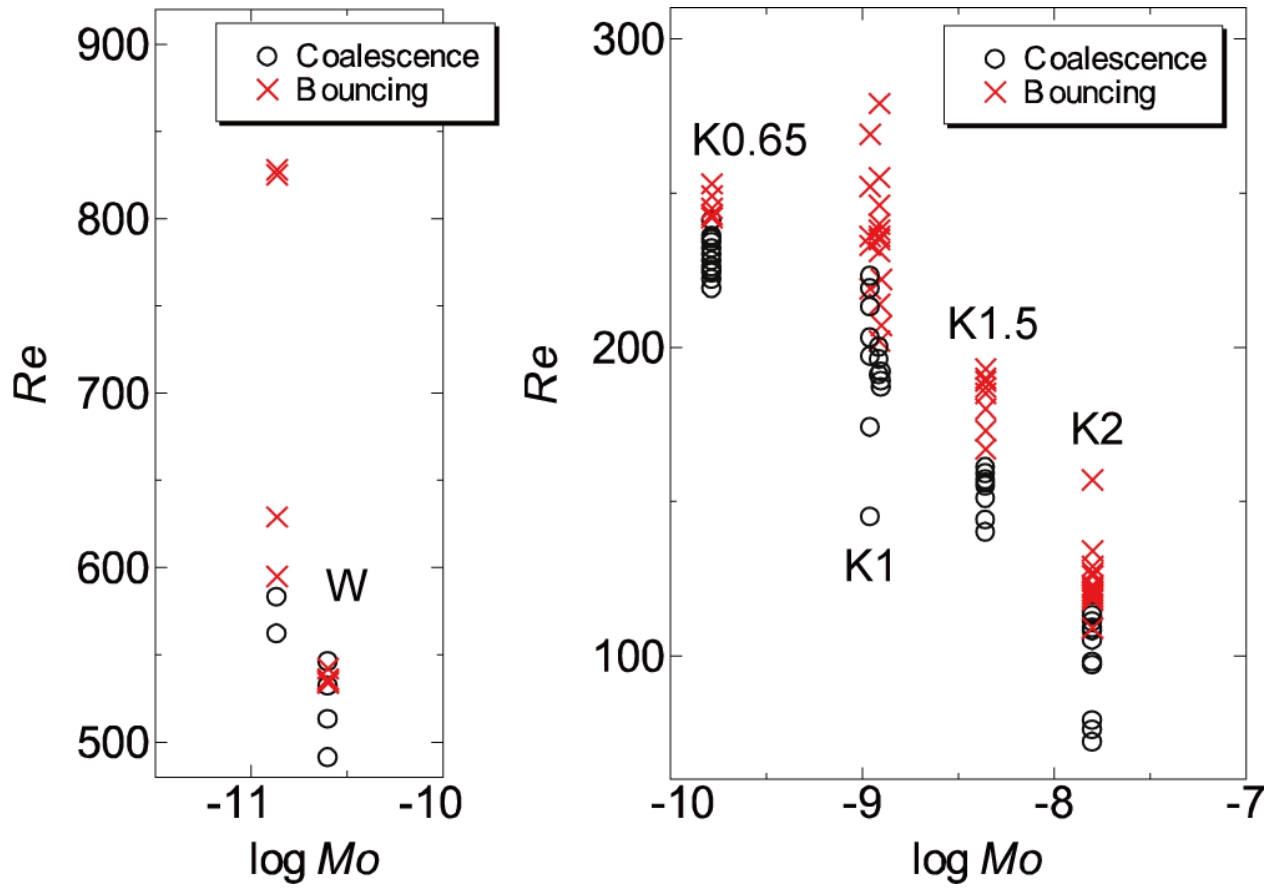 900
800
700
600
500
Re
Coalescence
Bouncing
W
-11
-10
log Mo
300
200
100
Re
Coalescence
Bouncing
K0.65
K1.5
K2
K1
-10
-9
-8
-7
log Mo